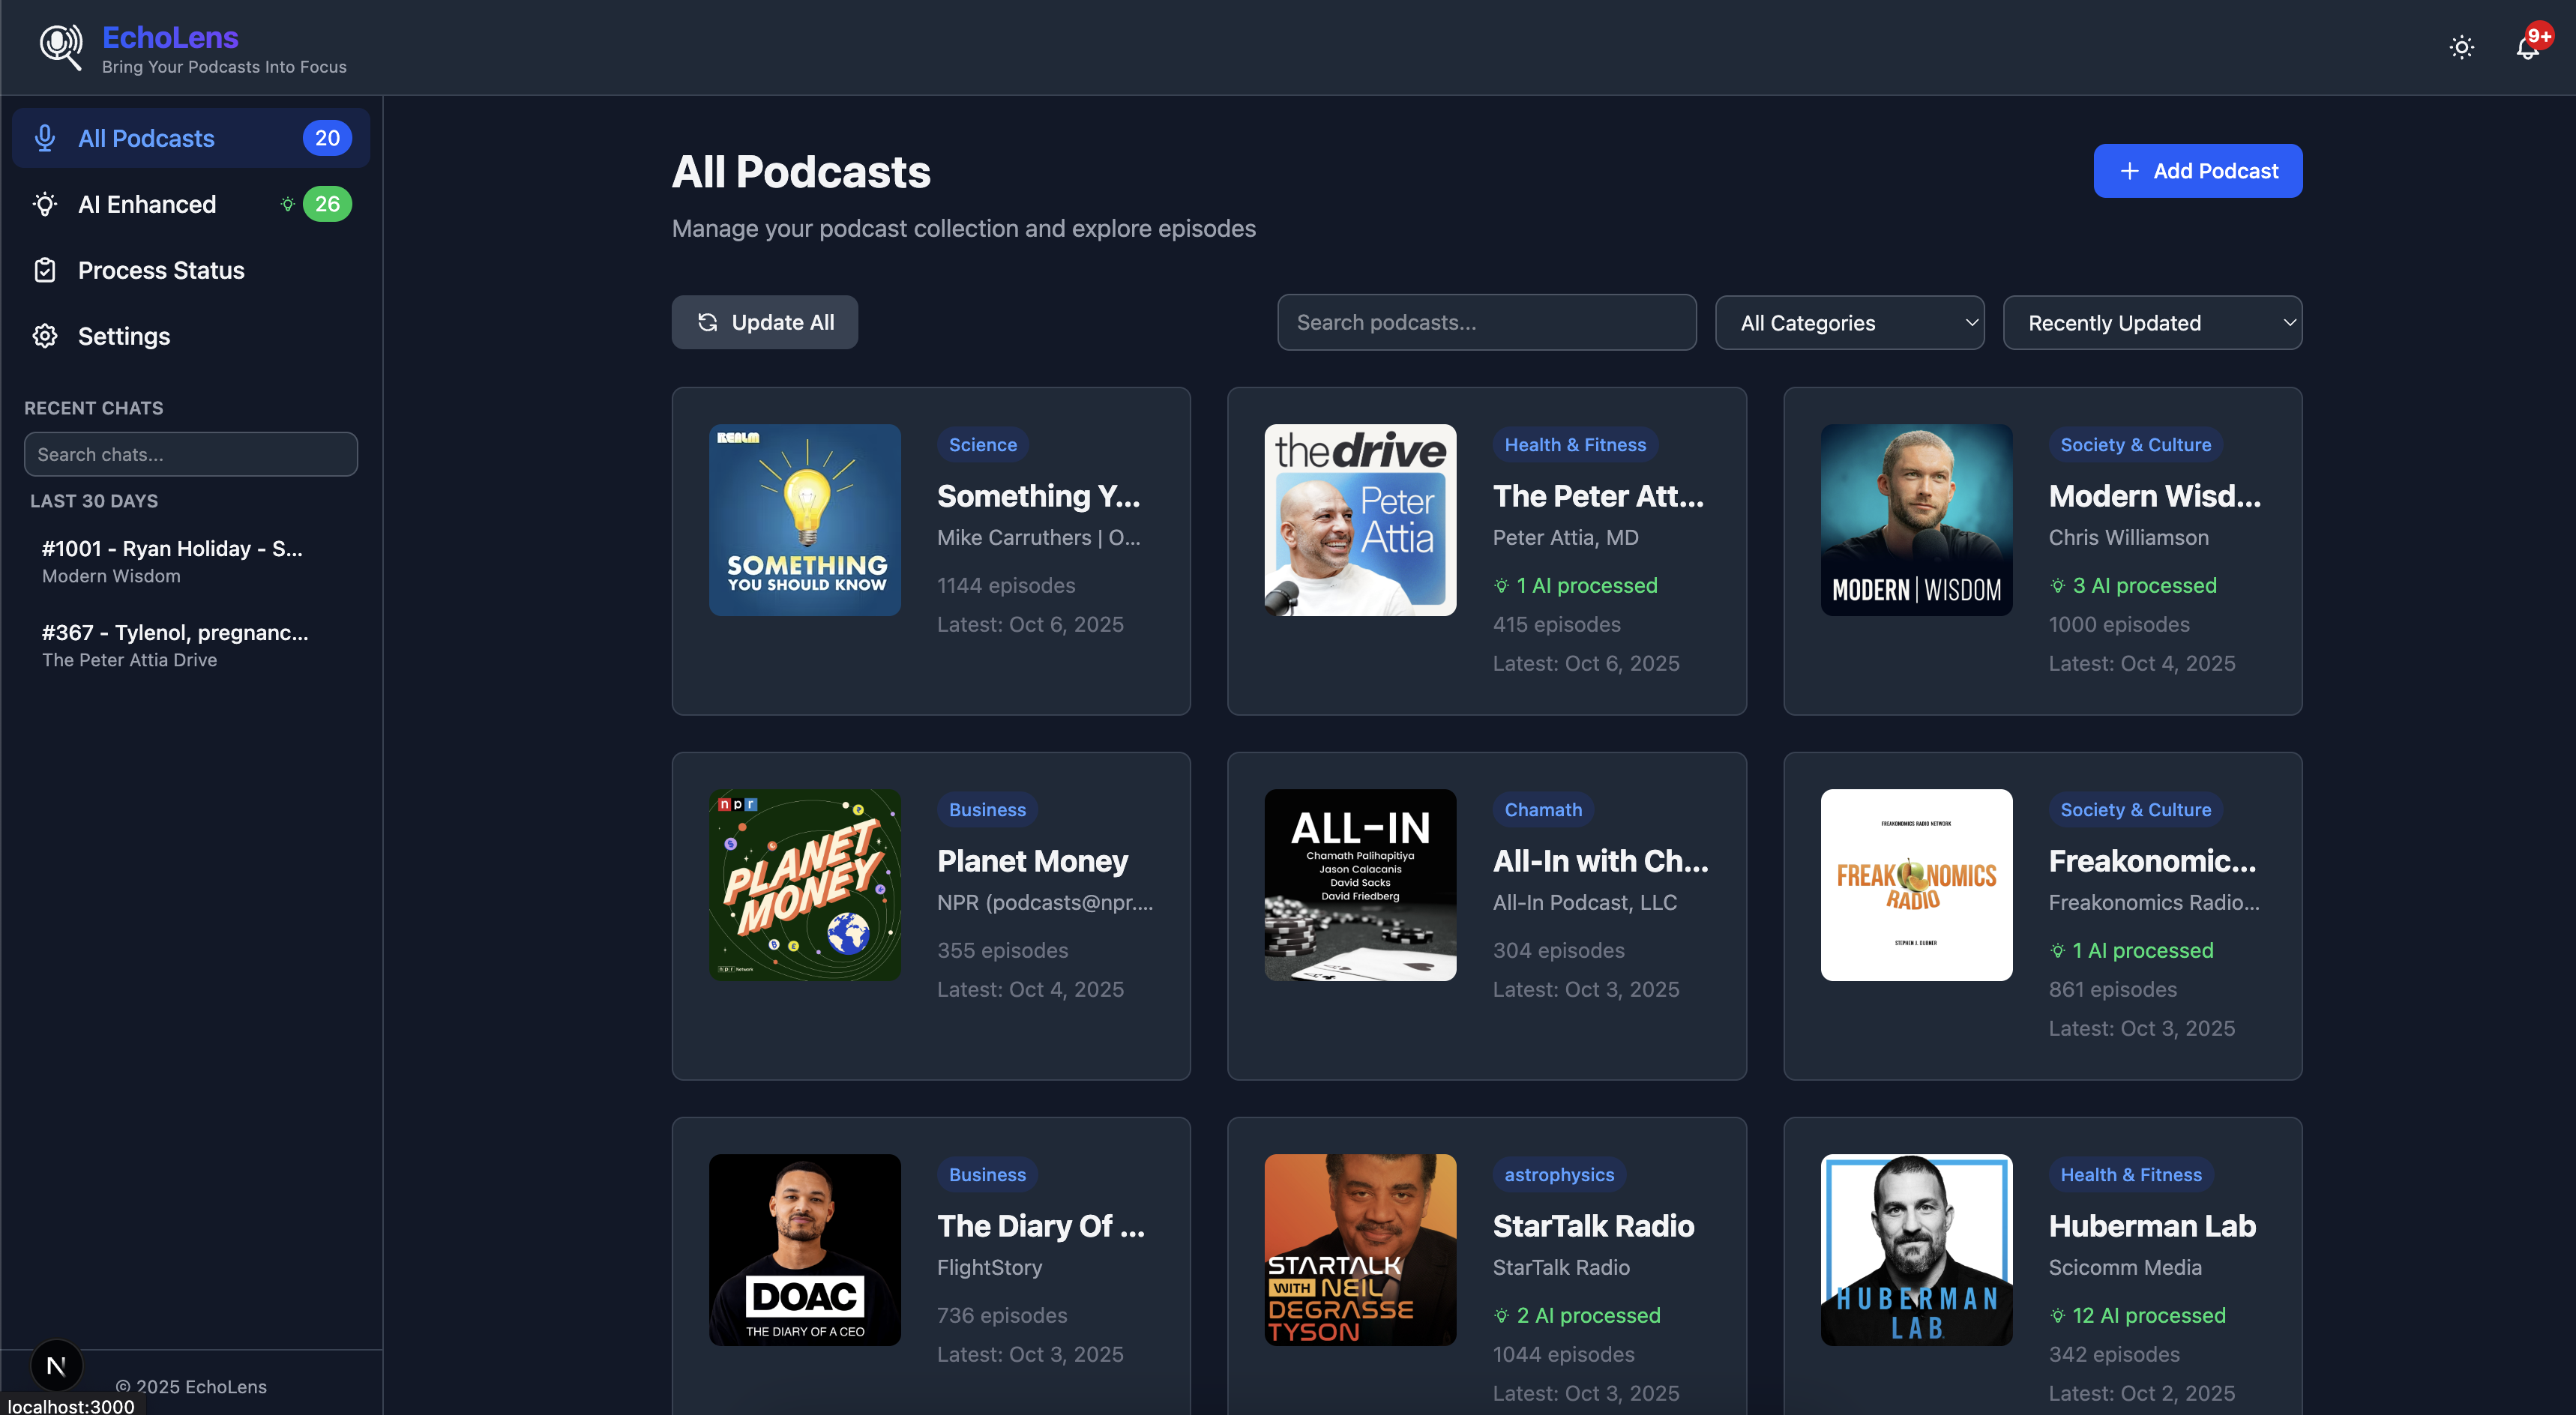 EchoLens
Bring Your Podcasts Into Focus
9+
All Podcasts
20
AI Enhanced
26
Process Status
Settings
RECENT CHATS
Search chats...
LAST 30 DAYS
#1001 - Ryan Holiday - S...
Modern Wisdom
#367 - Tylenol, pregnanc...
The Peter Attia Drive
N
© 2025 EchoLens
localhost:3000
All Podcasts
Manage your podcast collection and explore episodes
+ Add Podcast
Update All
Search podcasts...
All Categories
Recently Updated
REALM
SOMETHING
YOU SHOULD KNOW
Science
Something Y...
Mike Carruthers | O...
1144 episodes
Latest: Oct 6, 2025
the drive
Peter
Attia
Health & Fitness
The Peter Att...
Peter Attia, MD
1 AI processed
415 episodes
Latest: Oct 6, 2025
MODERN | WISDOM
Society & Culture
Modern Wisd...
Chris Williamson
3 AI processed
1000 episodes
Latest: Oct 4, 2025
npr
PLANET
MONEY
npr Network
Business
Planet Money
NPR (podcasts@npr....
355 episodes
Latest: Oct 4, 2025
ALL-IN
Chamath Palihapitiya
Jason Calacanis
David Sacks
David Friedberg
Chamath
All-In with Ch...
All-In Podcast, LLC
304 episodes
Latest: Oct 3, 2025
FREAKONOMICS RADIO NETWORK
FREAKONOMICS
RADIO
STEPHEN J. DUBNER
Society & Culture
Freakonomic...
Freakonomics Radio...
1 AI processed
861 episodes
Latest: Oct 3, 2025
DOAC
THE DIARY OF A CEO
Business
The Diary Of ...
FlightStory
736 episodes
Latest: Oct 3, 2025
STARTALK
WITH NEIL
DEGRASSE
TYSON
astrophysics
StarTalk Radio
StarTalk Radio
2 AI processed
1044 episodes
Latest: Oct 3, 2025
HUBERMAN
LAB
Health & Fitness
Huberman Lab
Scicomm Media
12 AI processed
342 episodes
Latest: Oct 2, 2025